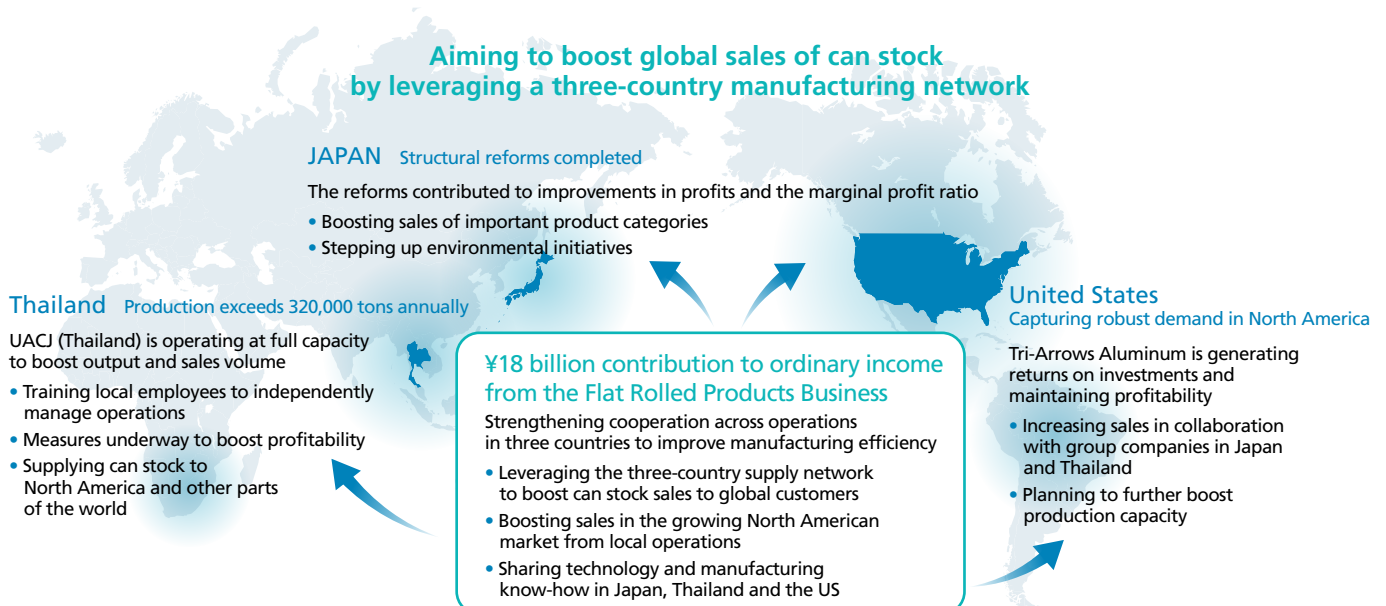 Aiming to boost global sales of can stock
by leveraging a three-country manufacturing network
JAPAN Structural reforms completed
The reforms contributed to improvements in profits and the marginal profit ratio
• Boosting sales of important product categories
• Stepping up environmental initiatives
Thailand Production exceeds 320,000 tons annually
UACJ (Thailand) is operating at full capacity
to boost output and sales volume
• Training local employees to independently
manage operations
• Measures underway to boost profitability
• Supplying can stock to
North America and other parts
of the world
¥18 billion contribution to ordinary income
from the Flat Rolled Products Business
Strengthening cooperation across operations
in three countries to improve manufacturing efficiency
• Leveraging the three-country supply network
to boost can stock sales to global customers
• Boosting sales in the growing North American
market from local operations
• Sharing technology and manufacturing
know-how in Japan, Thailand and the US
United States
Capturing robust demand in North America
Tri-Arrows Aluminum is generating
returns on investments and
maintaining profitability
• Increasing sales in collaboration
with group companies in Japan
and Thailand
• Planning to further boost
production capacity